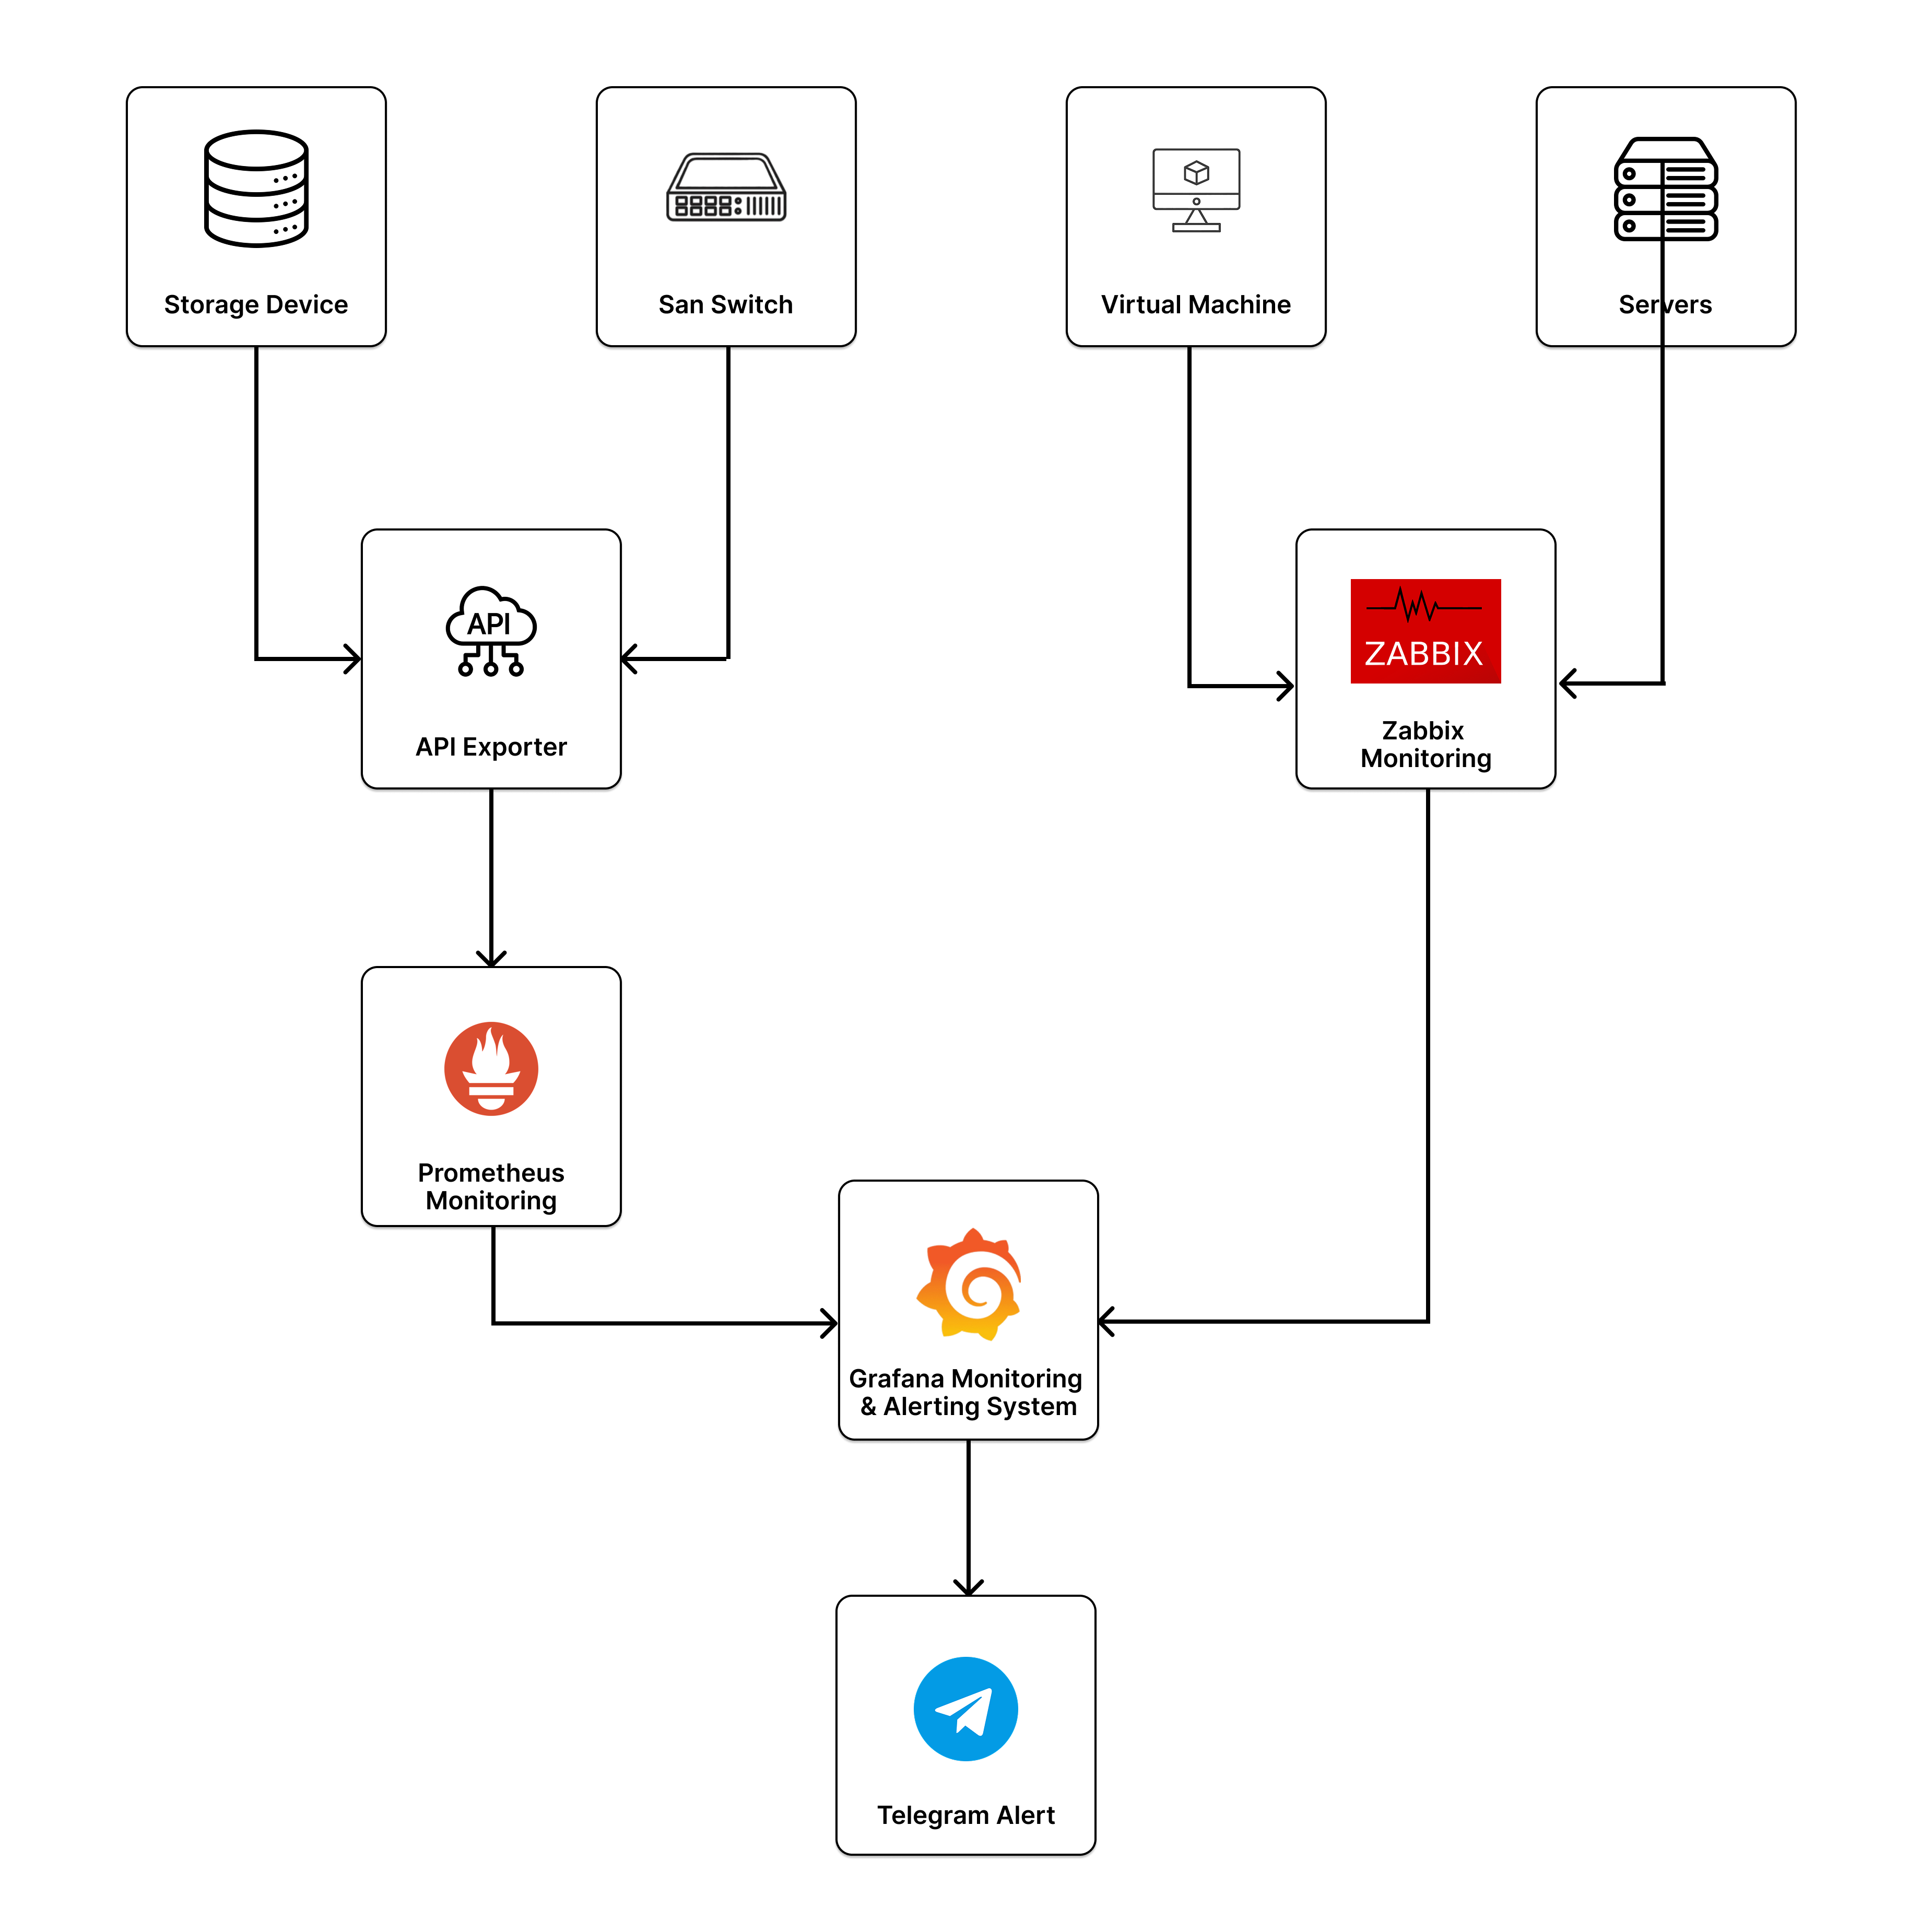 Storage Device
San Switch
Virtual Machine
Servers
API
API Exporter
ZABBIX
Zabbix
Monitoring
Prometheus
Monitoring
Grafana Monitoring
& Alerting System
Telegram Alert